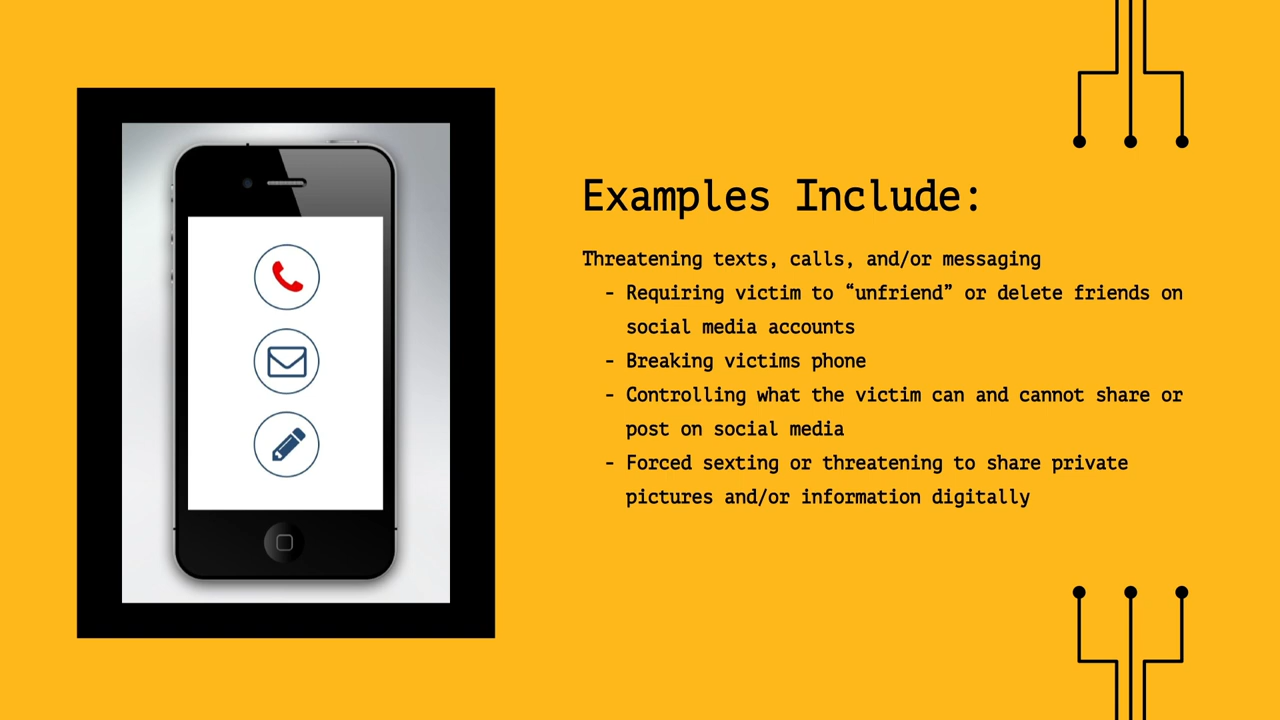 Examples Include:
Threatening texts, calls, and/or messaging
- Requiring victim to “unfriend” or delete friends on
social media accounts
- Breaking victims phone
- Controlling what the victim can and cannot share or
post on social media
- Forced sexting or threatening to share private
pictures and/or information digitally